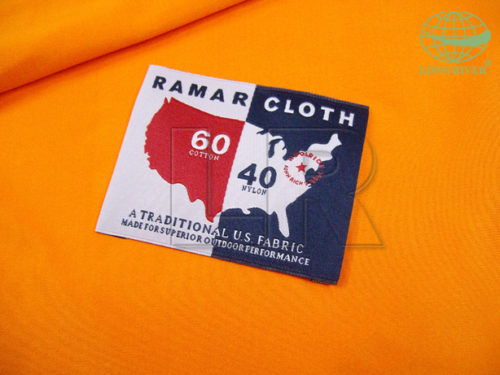 RAMAR CLOTH
60
COTTON
40
NYLON
A TRADITIONAL U.S. FABRIC
MADE FOR SUPERIOR OUTDOOR PERFORMANCE